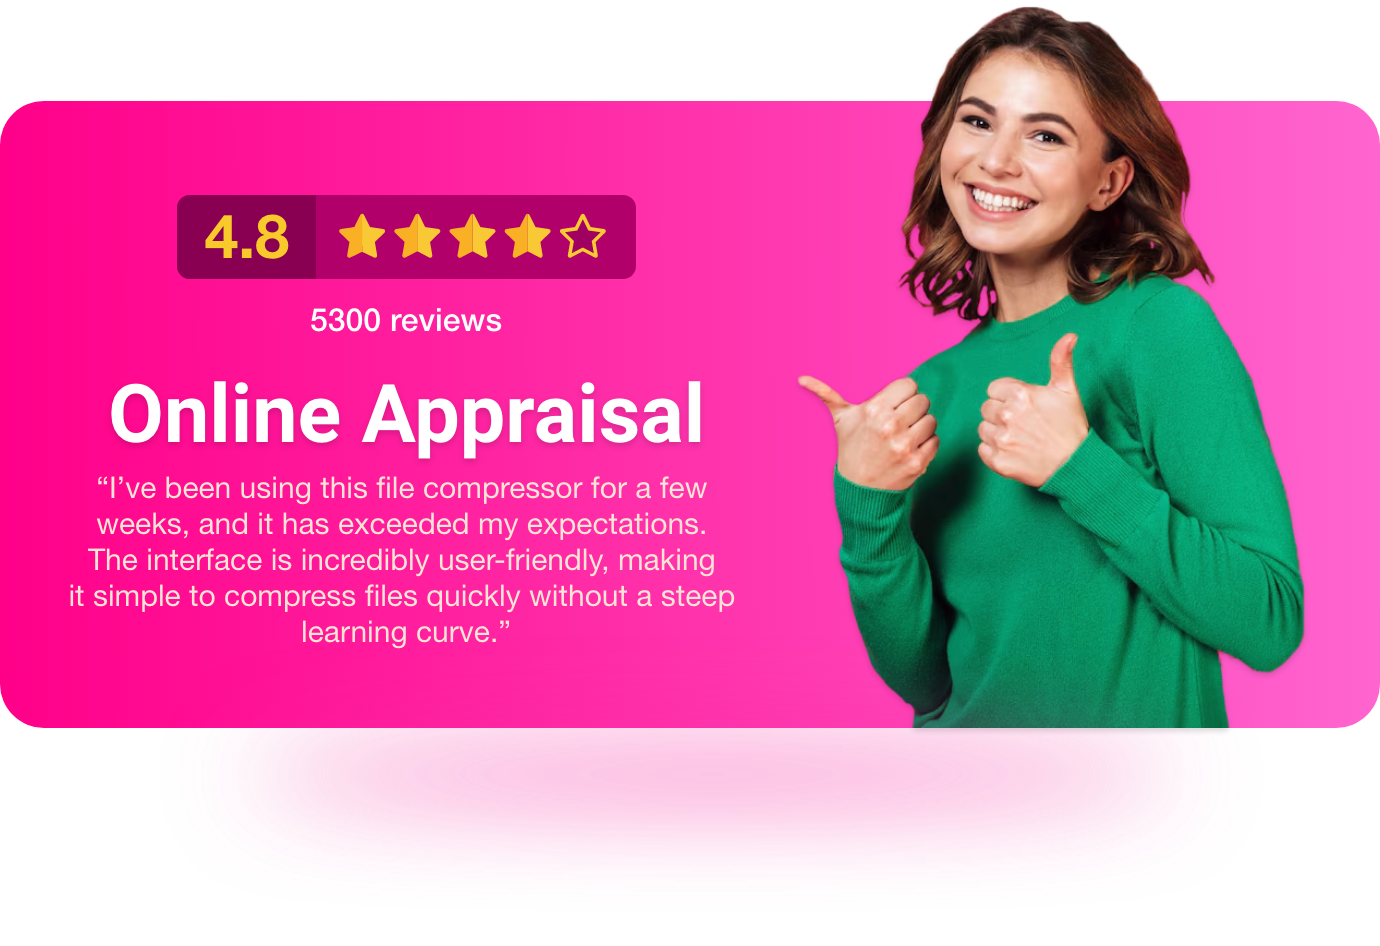 4.8
5300 reviews
Online Appraisal
“I’ve been using this file compressor for a few
weeks, and it has exceeded my expectations.
The interface is incredibly user-friendly, making
it simple to compress files quickly without a steep
learning curve.”